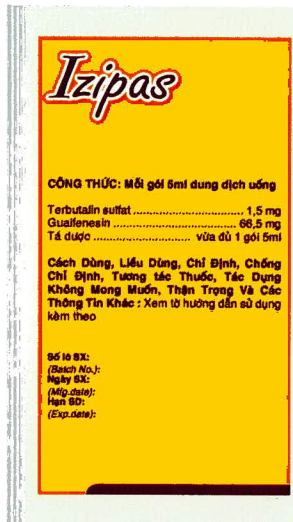 Izipas
CÔNG THỨC: Mỗi gói 5ml dung dịch uống
Terbutalin sulfat ................................ 1,5 mg
Guaifenesin .................................... 66,5 mg
Tá dược ............................ vừa đủ 1 gói 5ml
Cách Dùng, Liều Dùng, Chỉ Định, Chống
Chỉ Định, Tương tác Thuốc, Tác Dụng
Không Mong Muốn, Thận Trọng Và Các
Thông Tin Khác : Xem tờ hướng dẫn sử dụng
kèm theo
Số lô SX:
(Batch No.):
Ngày SX:
(Mfg.date):
Hạn SD:
(Exp.date):